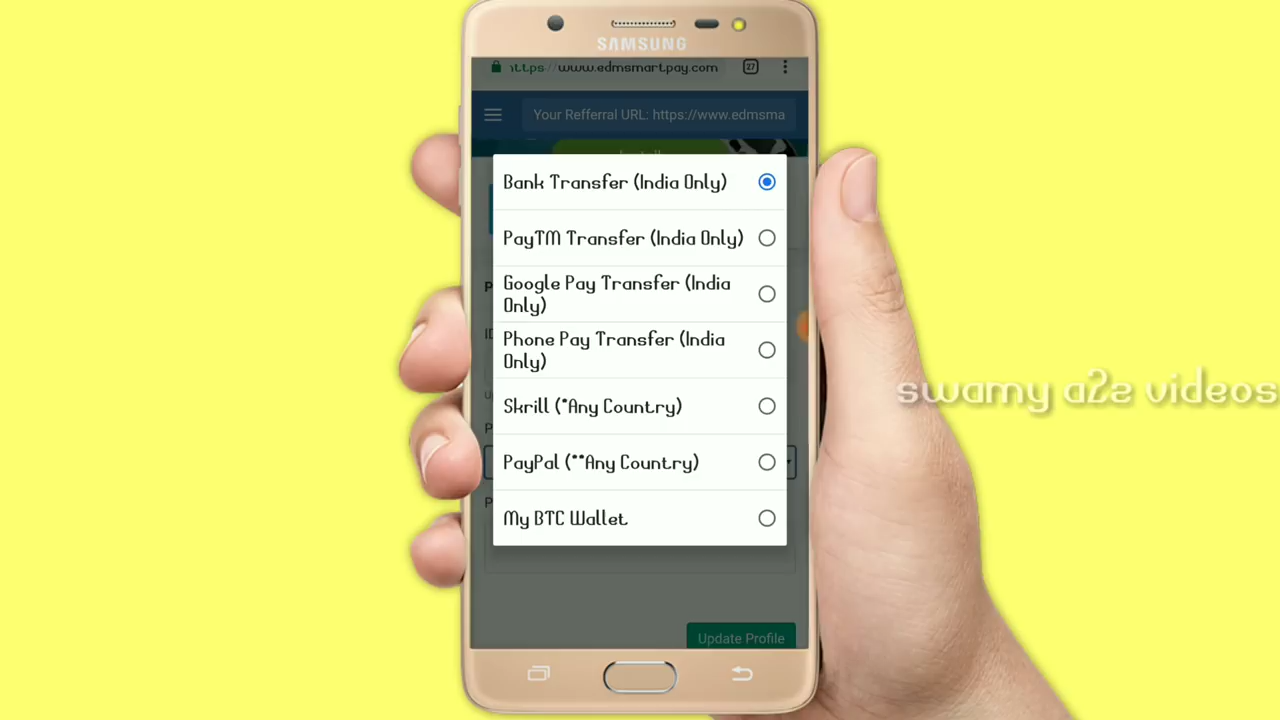 SAMSUNG
https://www.edmsmartpay.com
27
Your Refferral URL: https://www.edmsma
Bank Transfer (India Only)
PayTM Transfer (India Only)
Google Pay Transfer (India
Only)
Phone Pay Transfer (India
Only)
Skrill (*Any Country)
PayPal (**Any Country)
My BTC Wallet
Update Profile
swamy a2z videos